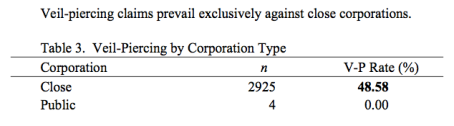 Veil-piercing claims prevail exclusively against close corporations.
Table 3. Veil-Piercing by Corporation Type
Corporation n V-P Rate (%)
Close 2925 48.58
Public 4 0.00